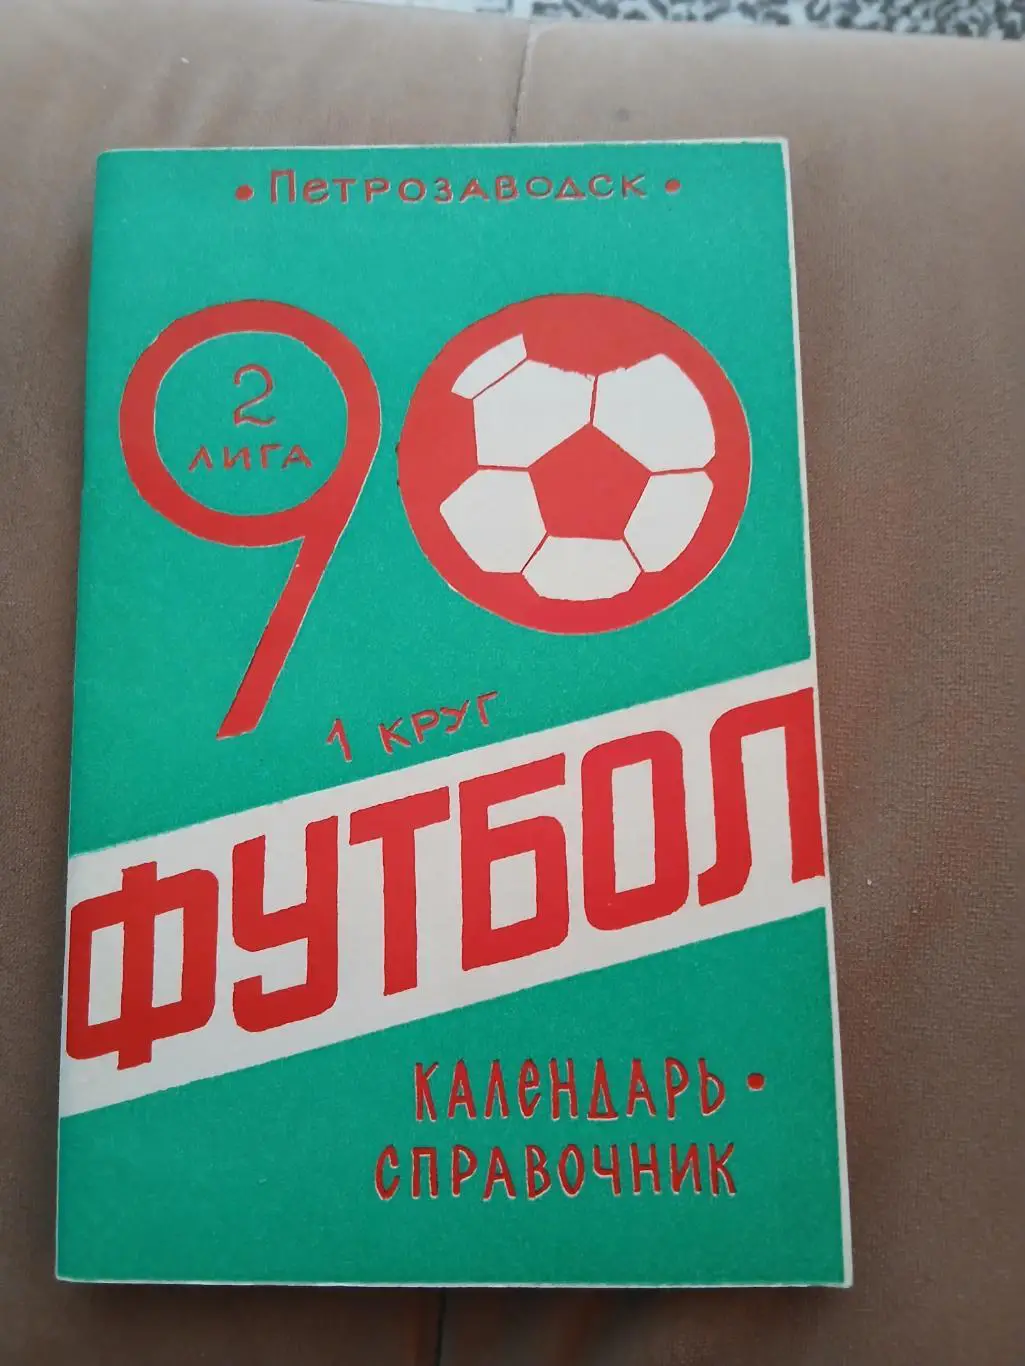 • ПЕТРОЗАВОДСК •
90
2
ЛИГА
1 КРУГ
ФУТБОЛ
КАЛЕНДАРЬ •
СПРАВОЧНИК